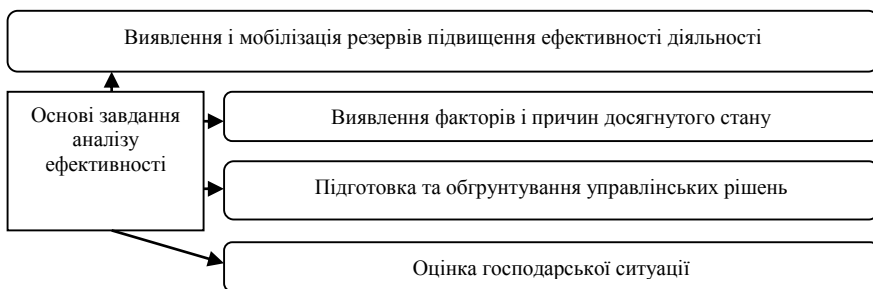 Виявлення і мобілізація резервів підвищення ефективності діяльності
Основі завдання
аналізу
ефективності
Виявлення факторів і причин досягнутого стану
Підготовка та обгрунтування управлінських рішень
Оцінка господарської ситуації